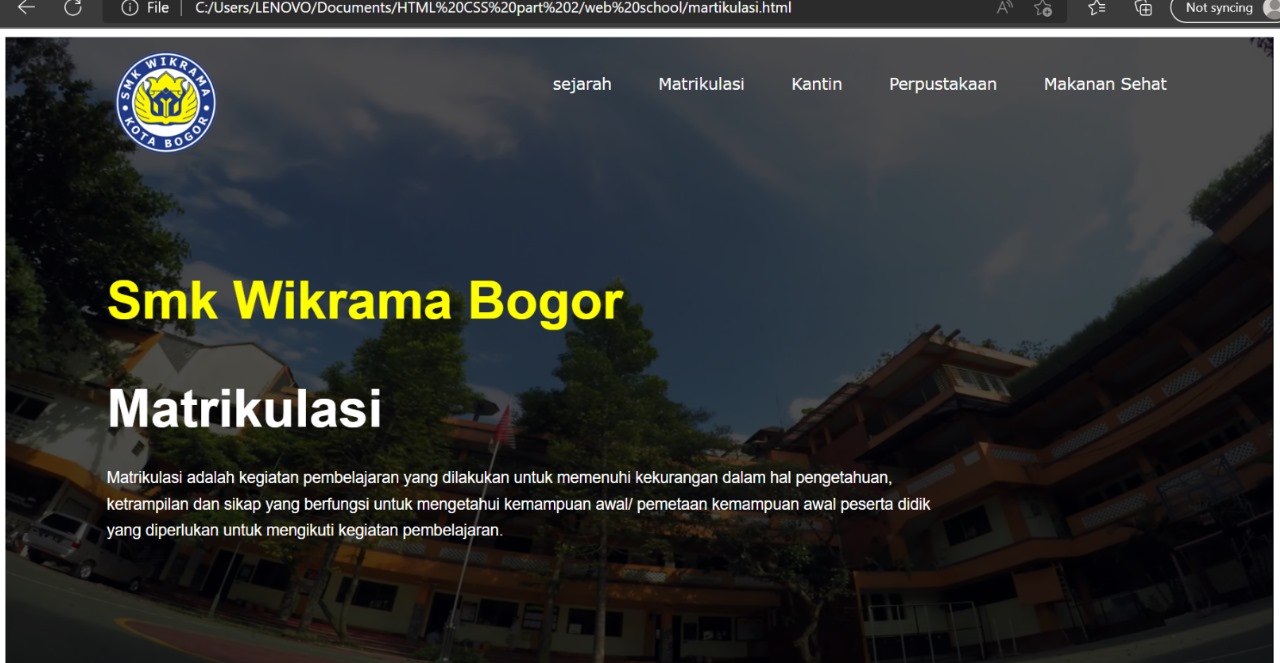 File
C:/Users/LENOVO/Documents/HTML%20CSS%20part%202/web%20school/martikulasi.html
Not syncing
SMK WIKRAMA
KOTA BOGOR
sejarah Matrikulasi Kantin Perpustakaan Makanan Sehat
Smk Wikrama Bogor
Matrikulasi
Matrikulasi adalah kegiatan pembelajaran yang dilakukan untuk memenuhi kekurangan dalam hal pengetahuan,
ketrampilan dan sikap yang berfungsi untuk mengetahui kemampuan awal/ pemetaan kemampuan awal peserta didik
yang diperlukan untuk mengikuti kegiatan pembelajaran.